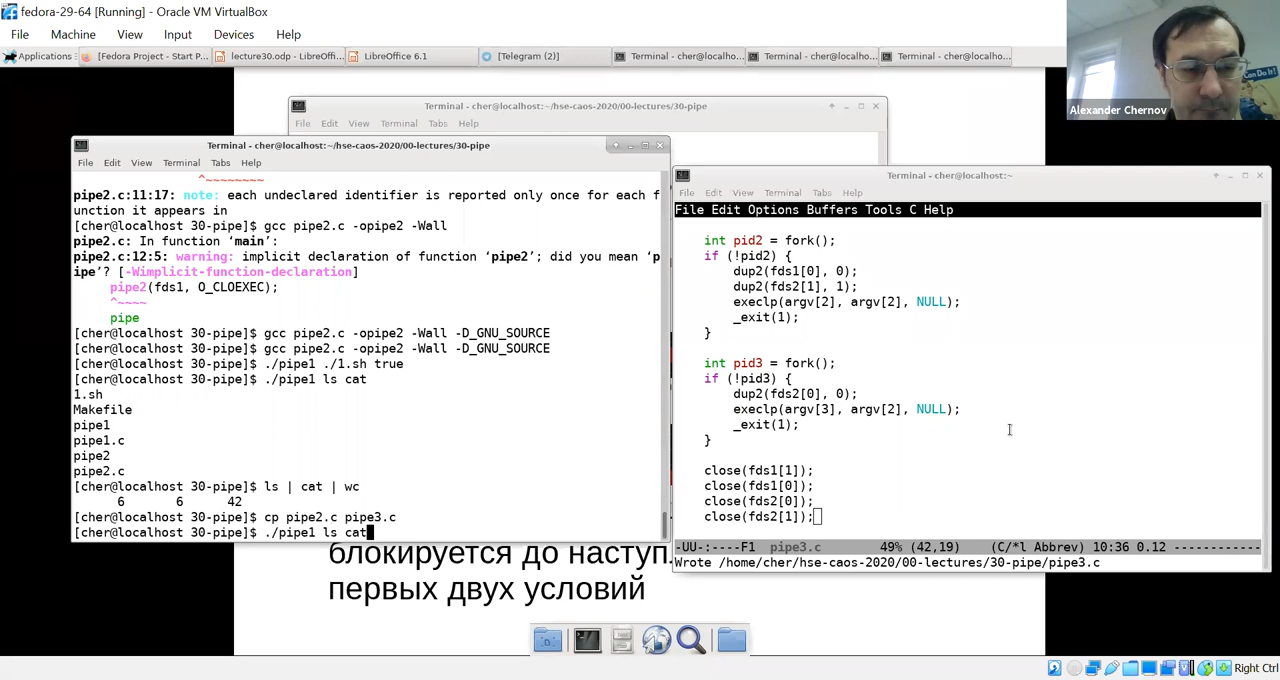 fedora-29-64 [Running] - Oracle VM VirtualBox
File Machine View Input Devices Help
Applications [Fedora Project - Start P... lecture30.odp - LibreOffi... LibreOffice 6.1 [Telegram (2)] Terminal - cher@localho... Terminal - cher@localho... Terminal - cher@localho...
Can Do It!
Alexander Chernov
Terminal - cher@localhost:~/hse-caos-2020/00-lectures/30-pipe
File Edit View Terminal Tabs Help
Terminal - cher@localhost:~/hse-caos-2020/00-lectures/30-pipe
File Edit View Terminal Tabs Help
^~~~~~~~~
pipe2.c:11:17: note: each undeclared identifier is reported only once for each f
unction it appears in
[cher@localhost 30-pipe]$ gcc pipe2.c -opipe2 -Wall
pipe2.c: In function ‘main’:
pipe2.c:12:5: warning: implicit declaration of function ‘pipe2’; did you mean ‘p
ipe’? [-Wimplicit-function-declaration]
pipe2(fds1, O_CLOEXEC);
^~~~~
pipe
[cher@localhost 30-pipe]$ gcc pipe2.c -opipe2 -Wall -D_GNU_SOURCE
[cher@localhost 30-pipe]$ gcc pipe2.c -opipe2 -Wall -D_GNU_SOURCE
[cher@localhost 30-pipe]$ ./pipe1 ./1.sh true
[cher@localhost 30-pipe]$ ./pipe1 ls cat
1.sh
Makefile
pipe1
pipe1.c
pipe2
pipe2.c
[cher@localhost 30-pipe]$ ls | cat | wc
6 6 42
[cher@localhost 30-pipe]$ cp pipe2.c pipe3.c
[cher@localhost 30-pipe]$ ./pipe1 ls cat
Terminal - cher@localhost:~
File Edit View Terminal Tabs Help
File Edit Options Buffers Tools C Help
int pid2 = fork();
if (!pid2) {
dup2(fds1[0], 0);
dup2(fds2[1], 1);
execlp(argv[2], argv[2], NULL);
_exit(1);
}
int pid3 = fork();
if (!pid3) {
dup2(fds2[0], 0);
execlp(argv[3], argv[2], NULL);
_exit(1);
}
close(fds1[1]);
close(fds1[0]);
close(fds2[0]);
close(fds2[1]);
-UU-:----F1 pipe3.c 49% (42,19) (C/*l Abbrev) 10:36 0.12 ------------
Wrote /home/cher/hse-caos-2020/00-lectures/30-pipe/pipe3.c
блокируется до
первых двух условий
Right Ctrl